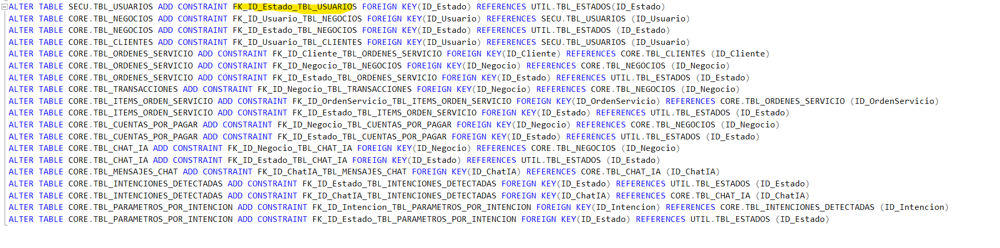 ALTER TABLE SECU.TBL_USUARIOS ADD CONSTRAINT FK_ID_Estado_TBL_USUARIOS FOREIGN KEY(ID_Estado) REFERENCES UTIL.TBL_ESTADOS(ID_Estado)
ALTER TABLE CORE.TBL_NEGOCIOS ADD CONSTRAINT FK_ID_Usuario_TBL_NEGOCIOS FOREIGN KEY(ID_Usuario) REFERENCES SECU.TBL_USUARIOS (ID_Usuario)
ALTER TABLE CORE.TBL_NEGOCIOS ADD CONSTRAINT FK_ID_Estado_TBL_NEGOCIOS FOREIGN KEY(ID_Estado) REFERENCES UTIL.TBL_ESTADOS (ID_Estado)
ALTER TABLE CORE.TBL_CLIENTES ADD CONSTRAINT FK_ID_Usuario_TBL_CLIENTES FOREIGN KEY(ID_Usuario) REFERENCES SECU.TBL_USUARIOS (ID_Usuario)
ALTER TABLE CORE.TBL_ORDENES_SERVICIO ADD CONSTRAINT FK_ID_Cliente_TBL_ORDENES_SERVICIO FOREIGN KEY(ID_Cliente) REFERENCES CORE.TBL_CLIENTES (ID_Cliente)
ALTER TABLE CORE.TBL_ORDENES_SERVICIO ADD CONSTRAINT FK_ID_Negocio_TBL_NEGOCIOS FOREIGN KEY(ID_Negocio) REFERENCES CORE.TBL_NEGOCIOS (ID_Negocio)
ALTER TABLE CORE.TBL_ORDENES_SERVICIO ADD CONSTRAINT FK_ID_Estado_TBL_ORDENES_SERVICIO FOREIGN KEY(ID_Estado) REFERENCES UTIL.TBL_ESTADOS (ID_Estado)
ALTER TABLE CORE.TBL_TRANSACCIONES ADD CONSTRAINT FK_ID_Negocio_TBL_TRANSACCIONES FOREIGN KEY(ID_Negocio) REFERENCES CORE.TBL_NEGOCIOS (ID_Negocio)
ALTER TABLE CORE.TBL_ITEMS_ORDEN_SERVICIO ADD CONSTRAINT FK_ID_OrdenServicio_TBL_ITEMS_ORDEN_SERVICIO FOREIGN KEY(ID_OrdenServicio) REFERENCES CORE.TBL_ORDENES_SERVICIO (ID_OrdenServicio)
ALTER TABLE CORE.TBL_ITEMS_ORDEN_SERVICIO ADD CONSTRAINT FK_ID_Estado_TBL_ITEMS_ORDEN_SERVICIO FOREIGN KEY(ID_Estado) REFERENCES UTIL.TBL_ESTADOS (ID_Estado)
ALTER TABLE CORE.TBL_CUENTAS_POR_PAGAR ADD CONSTRAINT FK_ID_Negocio_TBL_CUENTAS_POR_PAGAR FOREIGN KEY(ID_Negocio) REFERENCES CORE.TBL_NEGOCIOS (ID_Negocio)
ALTER TABLE CORE.TBL_CUENTAS_POR_PAGAR ADD CONSTRAINT FK_ID_Estado_TBL_CUENTAS_POR_PAGAR FOREIGN KEY(ID_Estado) REFERENCES UTIL.TBL_ESTADOS (ID_Estado)
ALTER TABLE CORE.TBL_CHAT_IA ADD CONSTRAINT FK_ID_Negocio_TBL_CHAT_IA FOREIGN KEY(ID_Negocio) REFERENCES CORE.TBL_NEGOCIOS (ID_Negocio)
ALTER TABLE CORE.TBL_CHAT_IA ADD CONSTRAINT FK_ID_Estado_TBL_CHAT_IA FOREIGN KEY(ID_Estado) REFERENCES UTIL.TBL_ESTADOS (ID_Estado)
ALTER TABLE CORE.TBL_MENSAJES_CHAT ADD CONSTRAINT FK_ID_ChatIA_TBL_MENSAJES_CHAT FOREIGN KEY(ID_ChatIA) REFERENCES CORE.TBL_CHAT_IA (ID_ChatIA)
ALTER TABLE CORE.TBL_INTENCIONES_DETECTADAS ADD CONSTRAINT FK_ID_Estado_TBL_INTENCIONES_DETECTADAS FOREIGN KEY(ID_Estado) REFERENCES UTIL.TBL_ESTADOS (ID_Estado)
ALTER TABLE CORE.TBL_INTENCIONES_DETECTADAS ADD CONSTRAINT FK_ID_ChatIA_TBL_INTENCIONES_DETECTADAS FOREIGN KEY(ID_ChatIA) REFERENCES CORE.TBL_CHAT_IA (ID_ChatIA)
ALTER TABLE CORE.TBL_PARAMETROS_POR_INTENCION ADD CONSTRAINT FK_ID_Intencion_TBL_PARAMETROS_POR_INTENCION FOREIGN KEY(ID_Intencion) REFERENCES CORE.TBL_INTENCIONES_DETECTADAS (ID_Intencion)
ALTER TABLE CORE.TBL_PARAMETROS_POR_INTENCION ADD CONSTRAINT FK_ID_Estado_TBL_PARAMETROS_POR_INTENCION FOREIGN KEY(ID_Estado) REFERENCES UTIL.TBL_ESTADOS (ID_Estado)